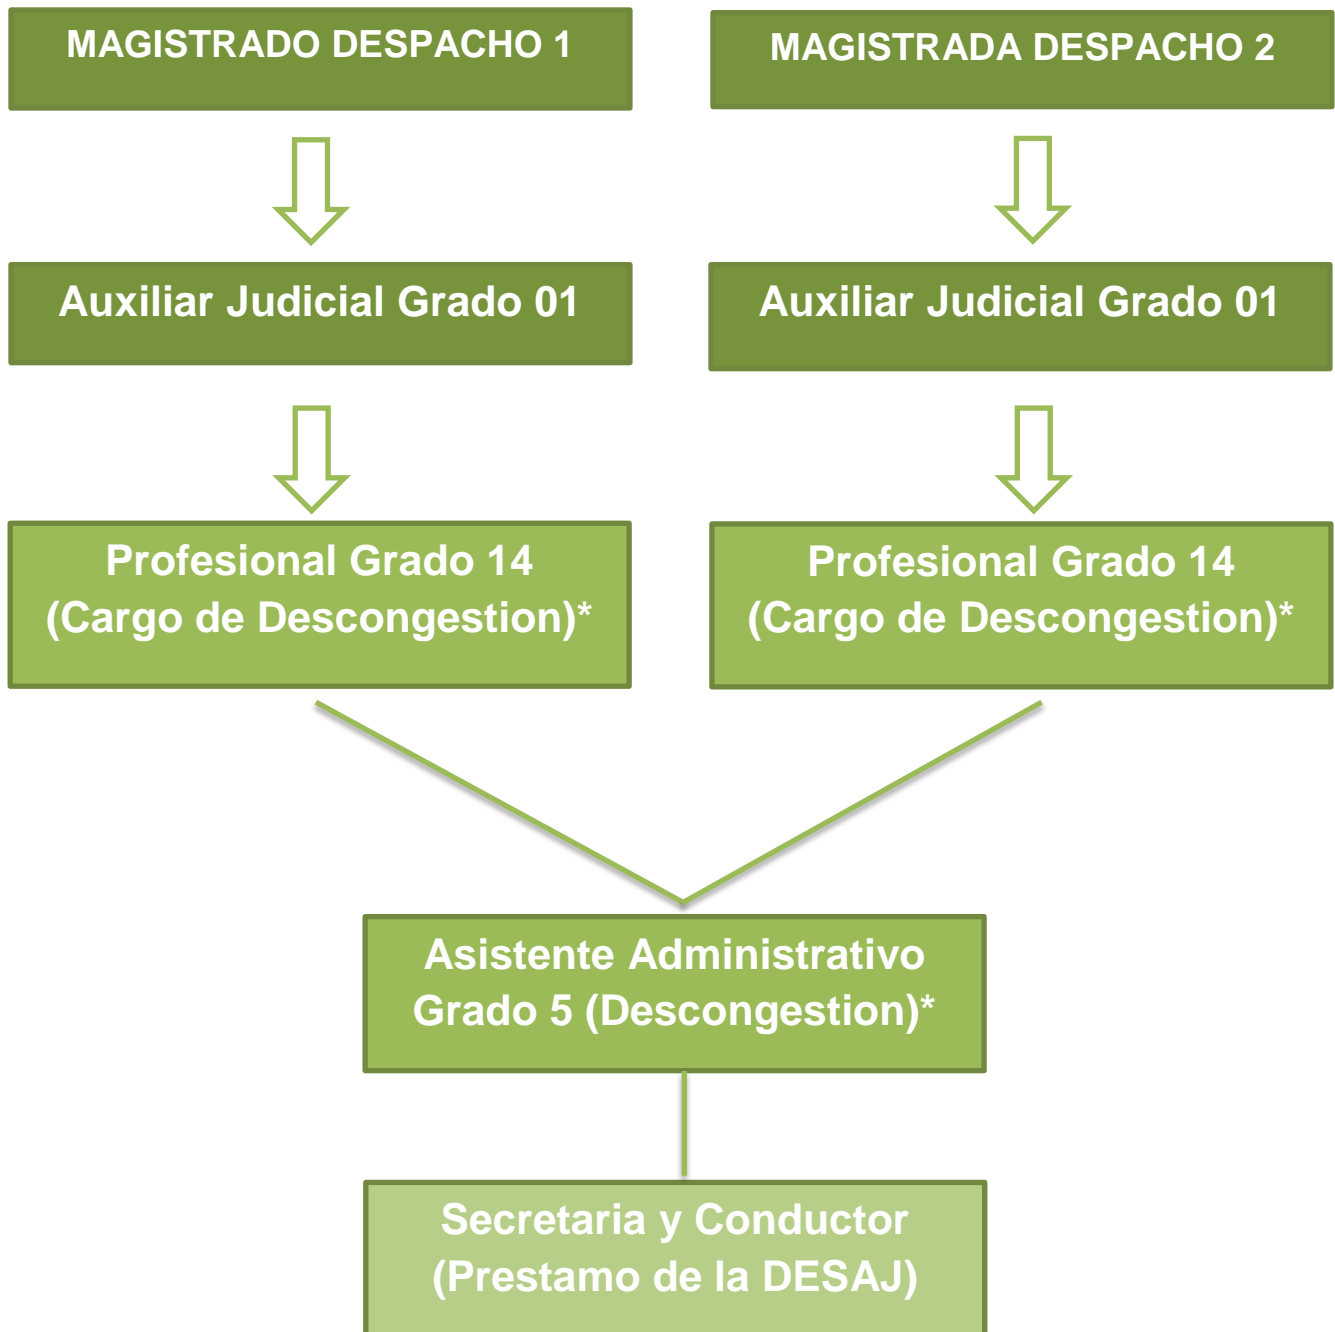 MAGISTRADO DESPACHO 1
MAGISTRADA DESPACHO 2
Auxiliar Judicial Grado 01
Auxiliar Judicial Grado 01
Profesional Grado 14
(Cargo de Descongestion)*
Profesional Grado 14
(Cargo de Descongestion)*
Asistente Administrativo
Grado 5 (Descongestion)*
Secretaria y Conductor
(Prestamo de la DESAJ)